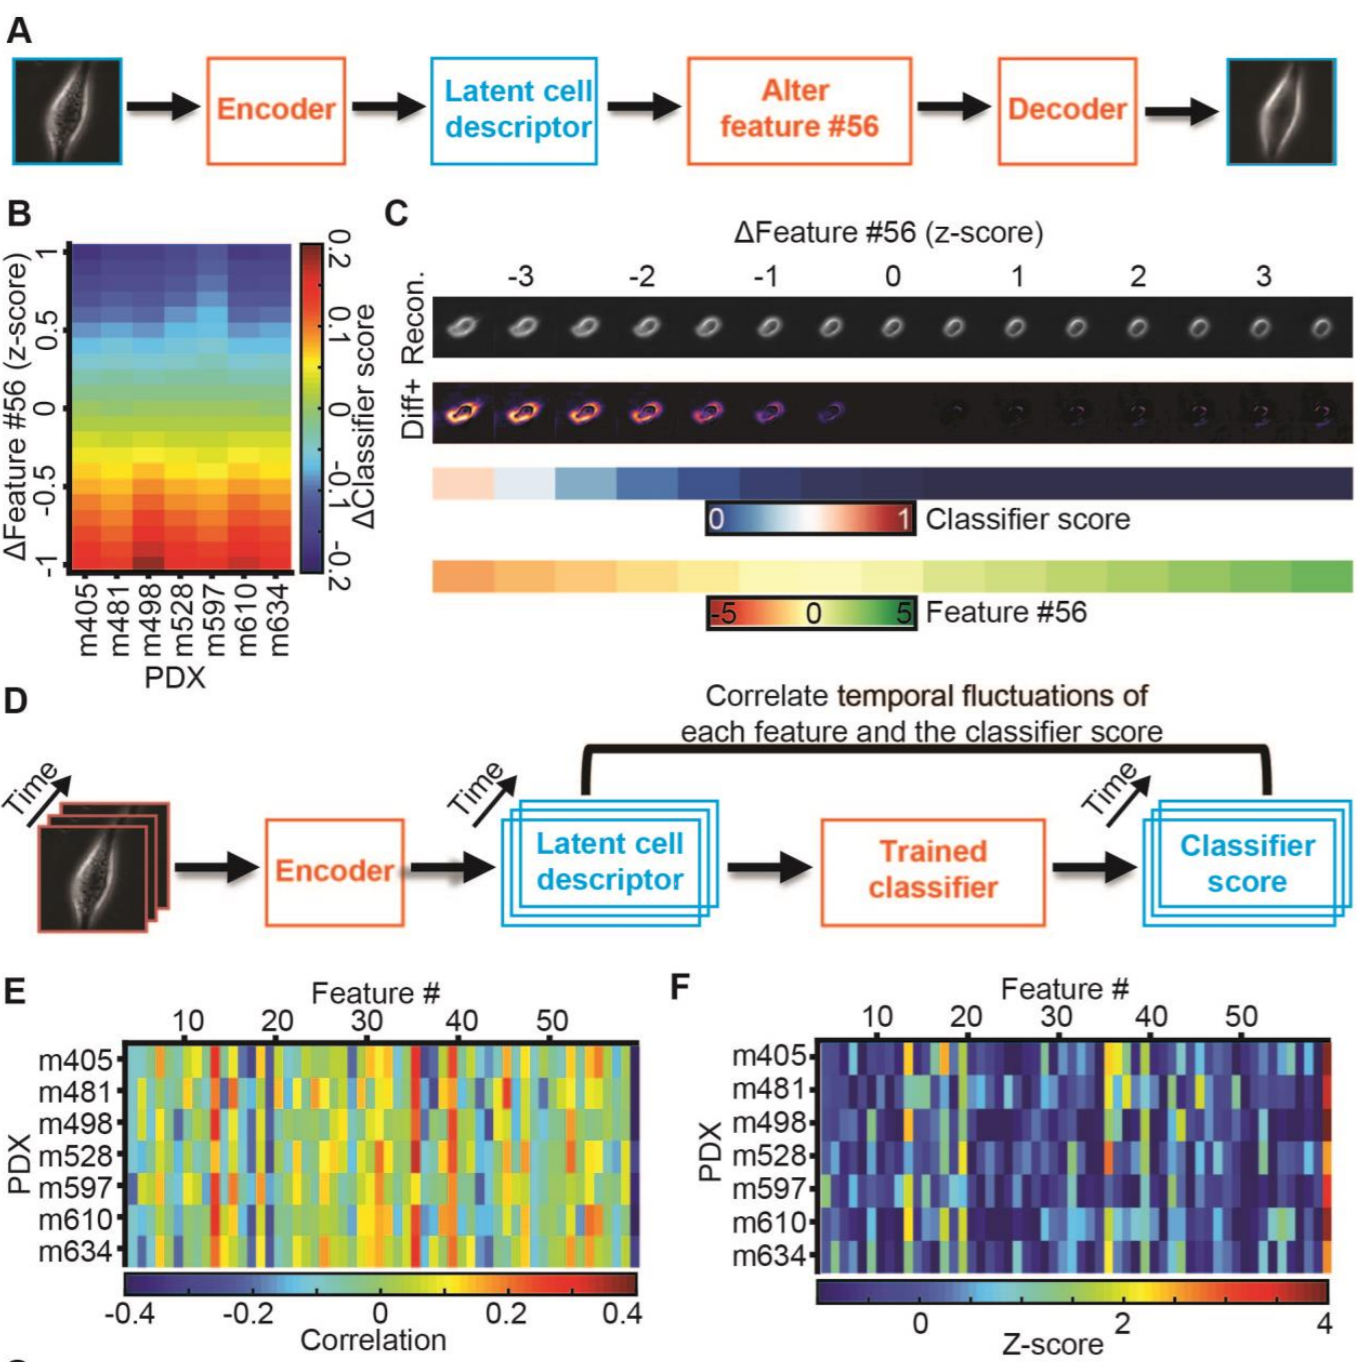 A
Encoder
Latent cell
descriptor
Alter
feature #56
Decoder
B
ΔFeature #56 (z-score)
1
0.5
0
-0.5
-1
0.2
0.1
0
-0.1
-0.2
ΔClassifier score
m405
m481
m498
m528
m597
m610
m634
PDX
C
ΔFeature #56 (z-score)
-3 -2 -1 0 1 2 3
Recon.
Diff+
0 1 Classifier score
-5 0 5 Feature #56
D
Correlate temporal fluctuations of
each feature and the classifier score
Time
Time
Time
Encoder
Latent cell
descriptor
Trained
classifier
Classifier
score
E
Feature #
10 20 30 40 50
PDX
m405
m481
m498
m528
m597
m610
m634
-0.4 -0.2 0 0.2 0.4
Correlation
F
Feature #
10 20 30 40 50
PDX
m405
m481
m498
m528
m597
m610
m634
0 2 4
Z-score